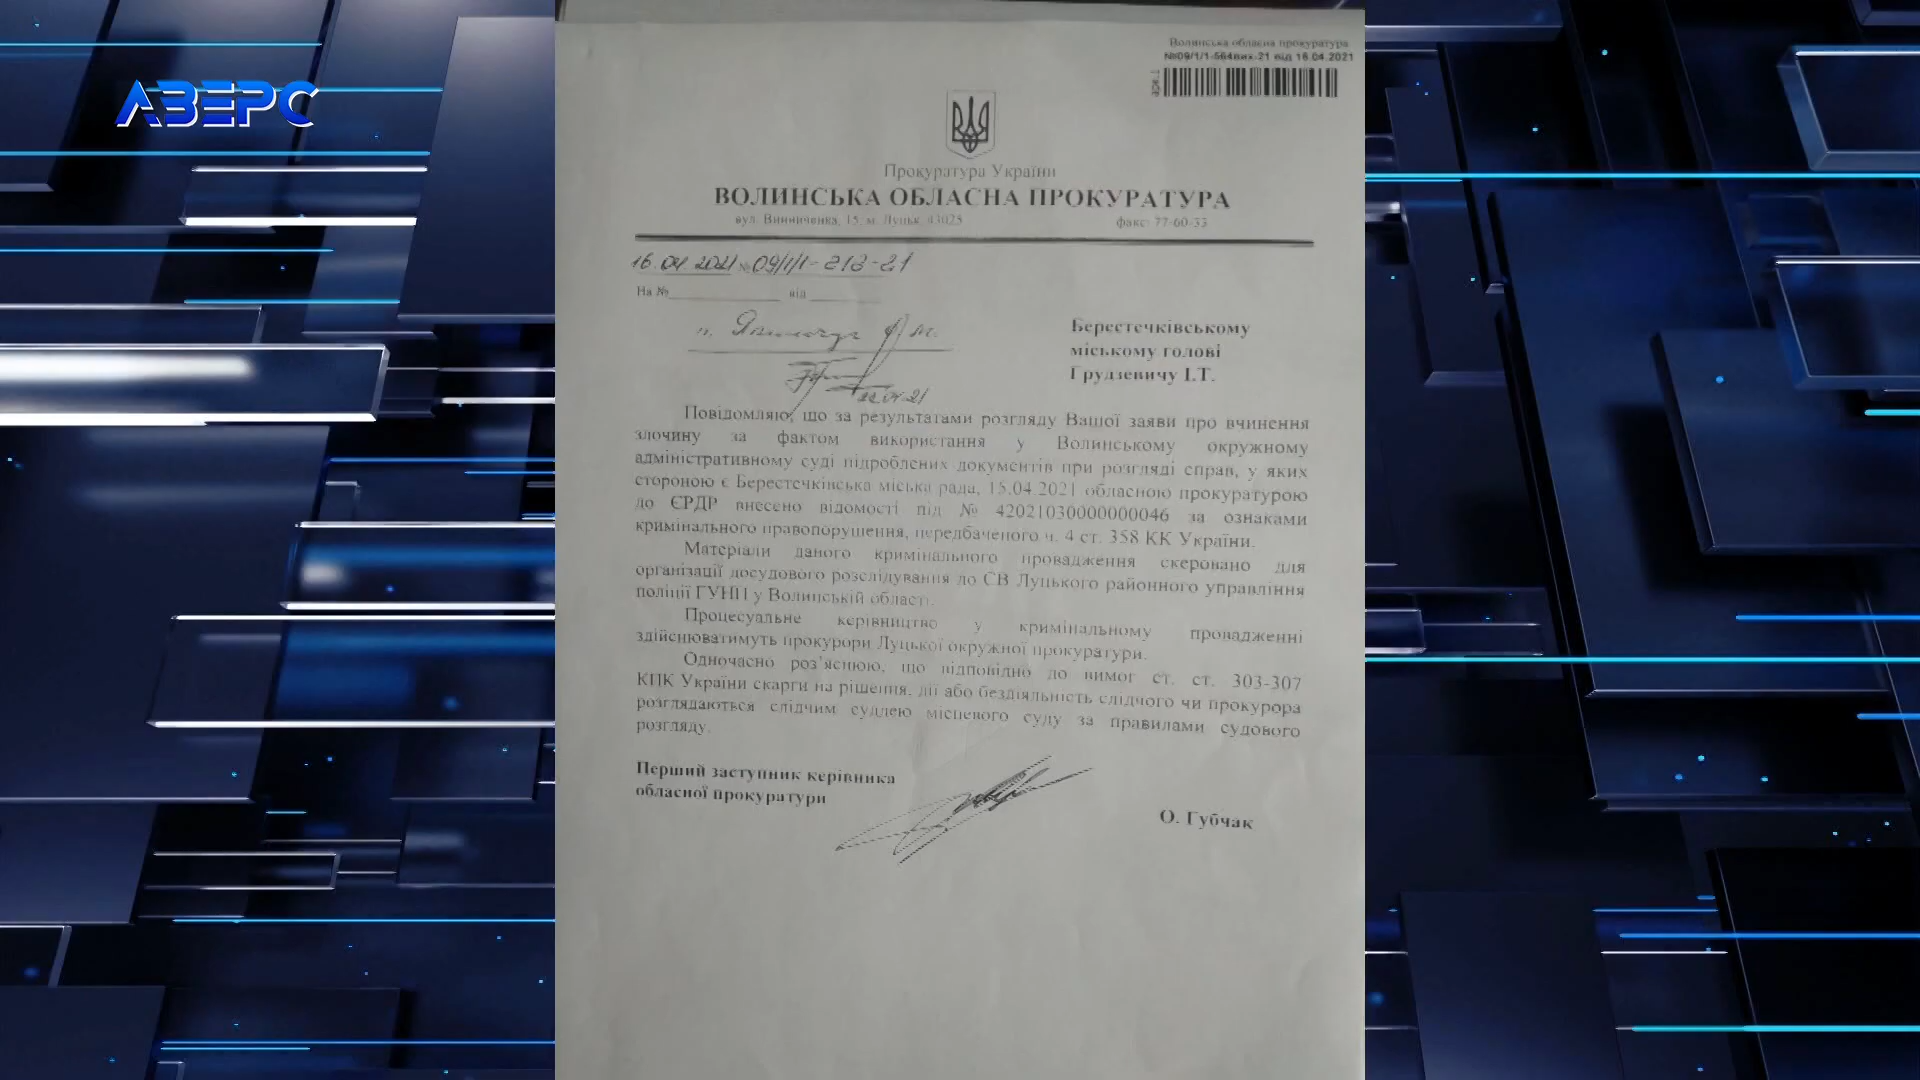 АВЕРС
Волинська обласна прокуратура
№09/1/1-564вих-21 від 16.04.2021
Прокуратура України
ВОЛИНСЬКА ОБЛАСНА ПРОКУРАТУРА
вул. Винниченка, 15, м. Луцьк, 43025 факс: 77-60-33
16.04 2021 № 09/1/1-212-21
На № від
Берестечківському
міському голові
Грудзевичу І.Т.
22.04.21
Повідомляю, що за результатами розгляду Вашої заяви про вчинення
злочину за фактом використання у Волинському окружному
адміністративному суді підроблених документів при розгляді справ, у яких
стороною є Берестечківська міська рада, 15.04.2021 обласною прокуратурою
до ЄРДР внесено відомості під № 42021030000000046 за ознаками
кримінального правопорушення, передбаченого ч. 4 ст. 358 КК України.
Матеріали даного кримінального провадження скеровано для
організації досудового розслідування до СВ Луцького районного управління
поліції ГУНП у Волинській області.
Процесуальне керівництво у кримінальному провадженні
здійснюватимуть прокурори Луцької окружної прокуратури.
Одночасно роз'яснюю, що відповідно до вимог ст. ст. 303-307
КПК України скарги на рішення, дії або бездіяльність слідчого чи прокурора
розглядаються слідчим суддею місцевого суду за правилами судового
розгляду.
Перший заступник керівника
обласної прокуратури
О. Губчак